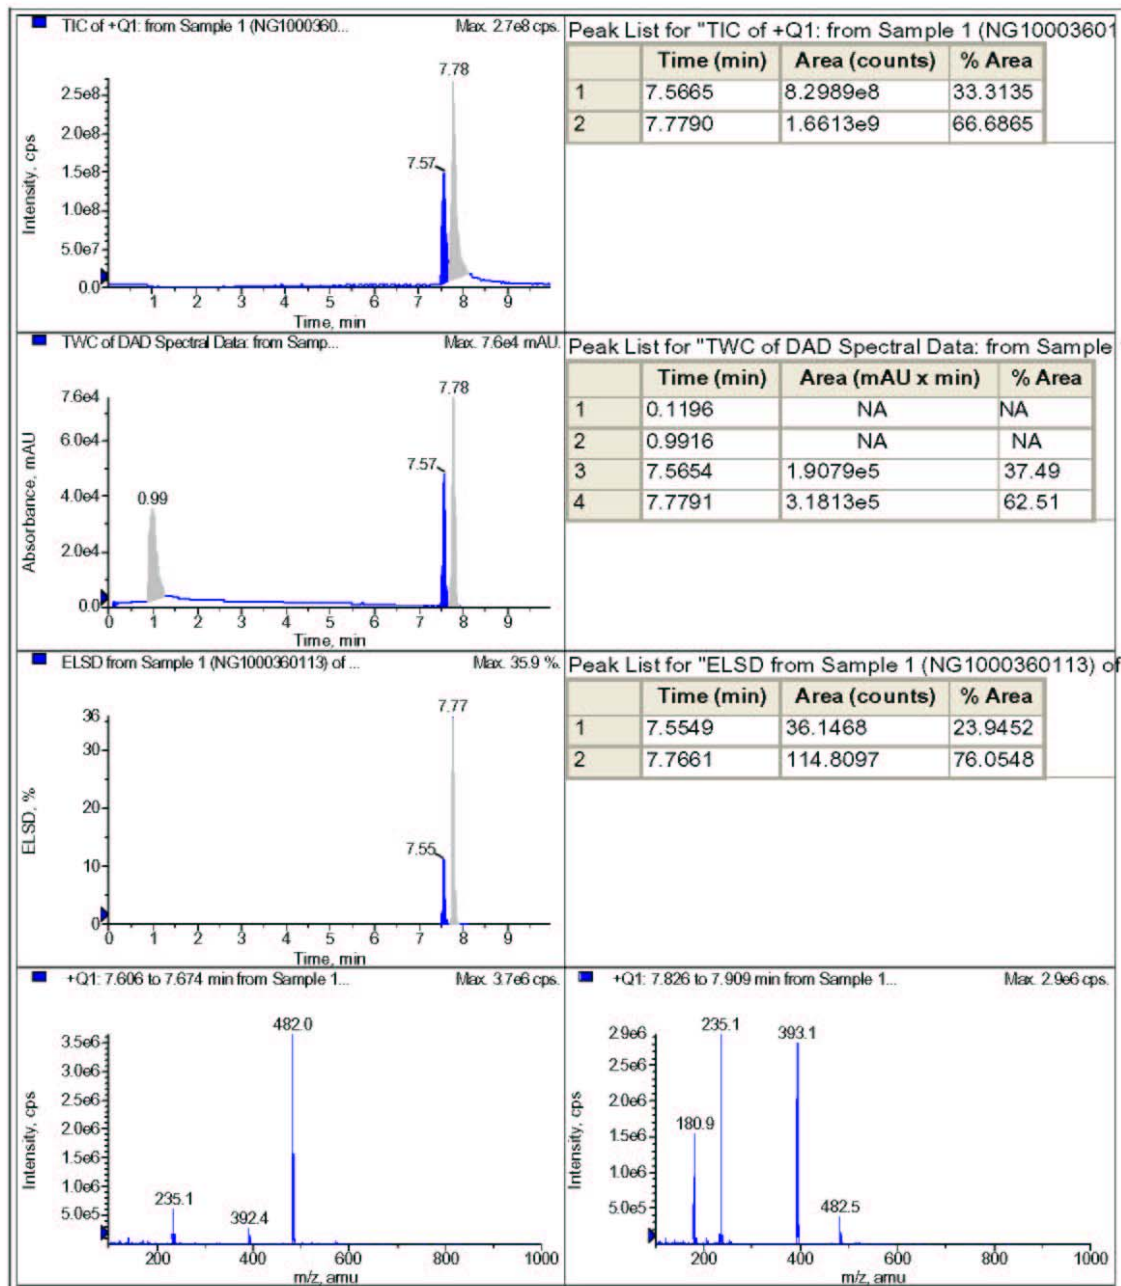 TIC of +Q1: from Sample 1 (NG1000360... Max. 2.7e8 cps.
Intensity, cps
2.5e8
2.0e8
1.5e8
1.0e8
5.0e7
0.0
7.57
7.78
1 2 3 4 5 6 7 8 9
Time, min
Peak List for "TIC of +Q1: from Sample 1 (NG10003601
Time (min) Area (counts) % Area
1 7.5665 8.2989e8 33.3135
2 7.7790 1.6613e9 66.6865
TWC of DAD Spectral Data: from Samp... Max. 7.6e4 mAU.
Absorbance, mAU
7.6e4
6.0e4
4.0e4
2.0e4
0.0
0.99
7.57
7.78
0 1 2 3 4 5 6 7 8 9
Time, min
Peak List for "TWC of DAD Spectral Data: from Sample
Time (min) Area (mAU x min) % Area
1 0.1196 NA NA
2 0.9916 NA NA
3 7.5654 1.9079e5 37.49
4 7.7791 3.1813e5 62.51
ELSD from Sample 1 (NG1000360113) of ... Max. 35.9 %.
ELSD, %
36
30
20
10
0
7.55
7.77
0 1 2 3 4 5 6 7 8 9
Time, min
Peak List for "ELSD from Sample 1 (NG1000360113) of
Time (min) Area (counts) % Area
1 7.5549 36.1468 23.9452
2 7.7661 114.8097 76.0548
+Q1: 7.606 to 7.674 min from Sample 1... Max. 3.7e6 cps.
Intensity, cps
3.5e6
3.0e6
2.5e6
2.0e6
1.5e6
1.0e6
5.0e5
235.1
392.4
482.0
200 400 600 800 1000
m/z, amu
+Q1: 7.826 to 7.909 min from Sample 1... Max. 2.9e6 cps.
Intensity, cps
2.9e6
2.5e6
2.0e6
1.5e6
1.0e6
5.0e5
180.9
235.1
393.1
482.5
200 400 600 800 1000
m/z, amu